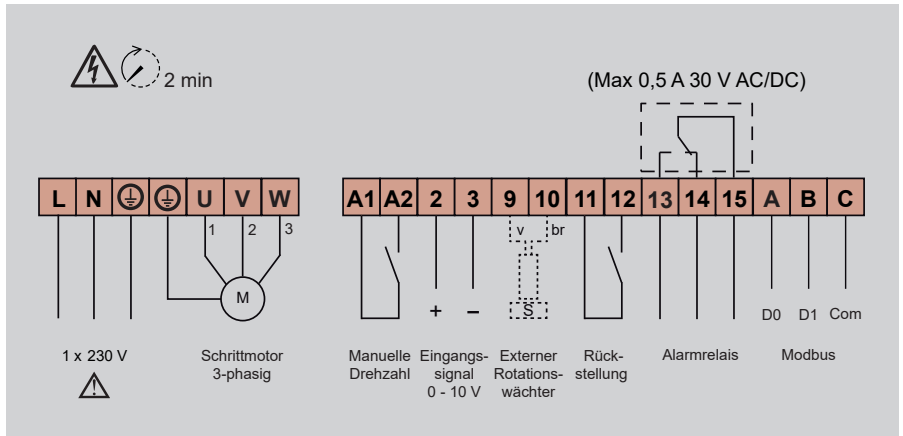 2 min
(Max 0,5 A 30 V AC/DC)
L N U V W
A1 A2 2 3 9 10 11 12 13 14 15 A B C
1 2 3
v br
M
+ −
S
D0 D1 Com
1 x 230 V
Schrittmotor
3-phasig
Manuelle
Drehzahl
Eingangs-
signal
0 - 10 V
Externer
Rotations-
wächter
Rück-
stellung
Alarmrelais
Modbus